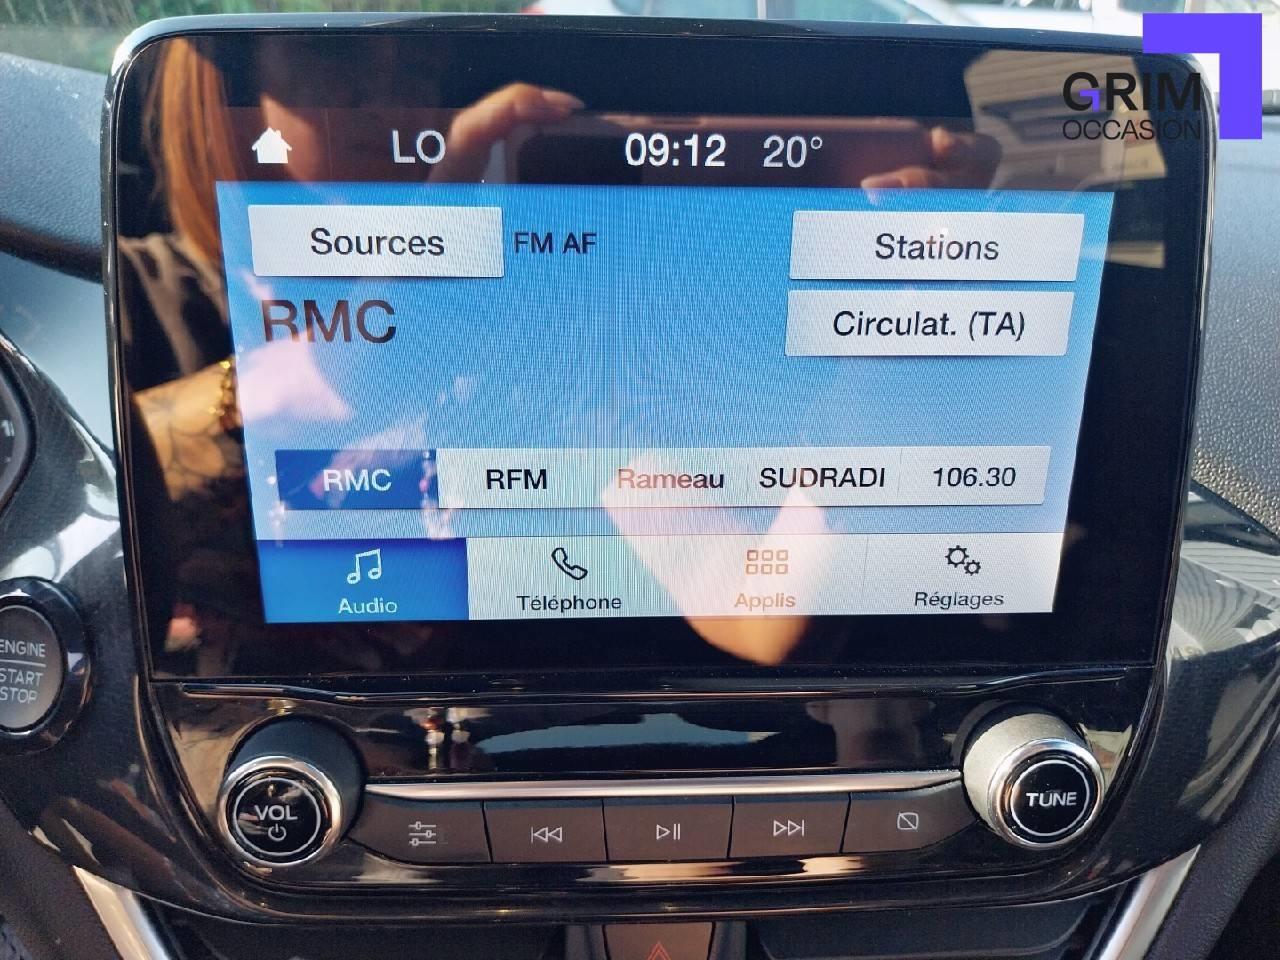 GRIM
OCCASION
LO 09:12 20°
Sources FM AF Stations
RMC
Circulat. (TA)
RMC RFM Rameau SUDRADI 106.30
Audio Téléphone Applis Réglages
ENGINE
START
STOP
VOL
TUNE